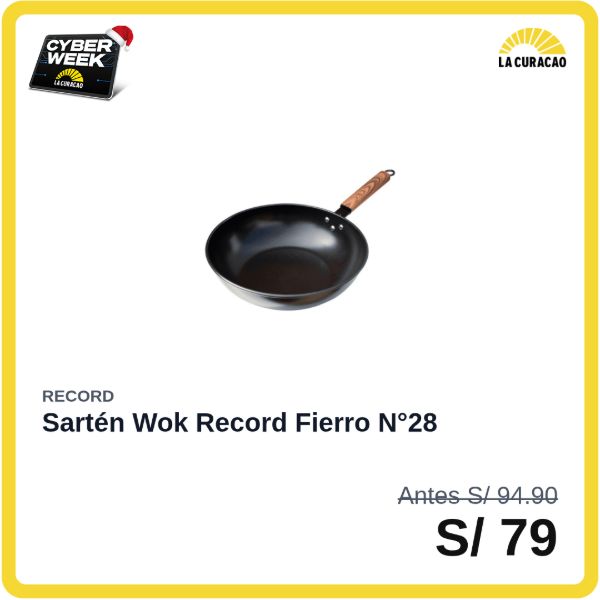 CYBER
WEEK
LA CURACAO
LA CURACAO
RECORD
Sartén Wok Record Fierro N°28
Antes S/ 94.90
S/ 79